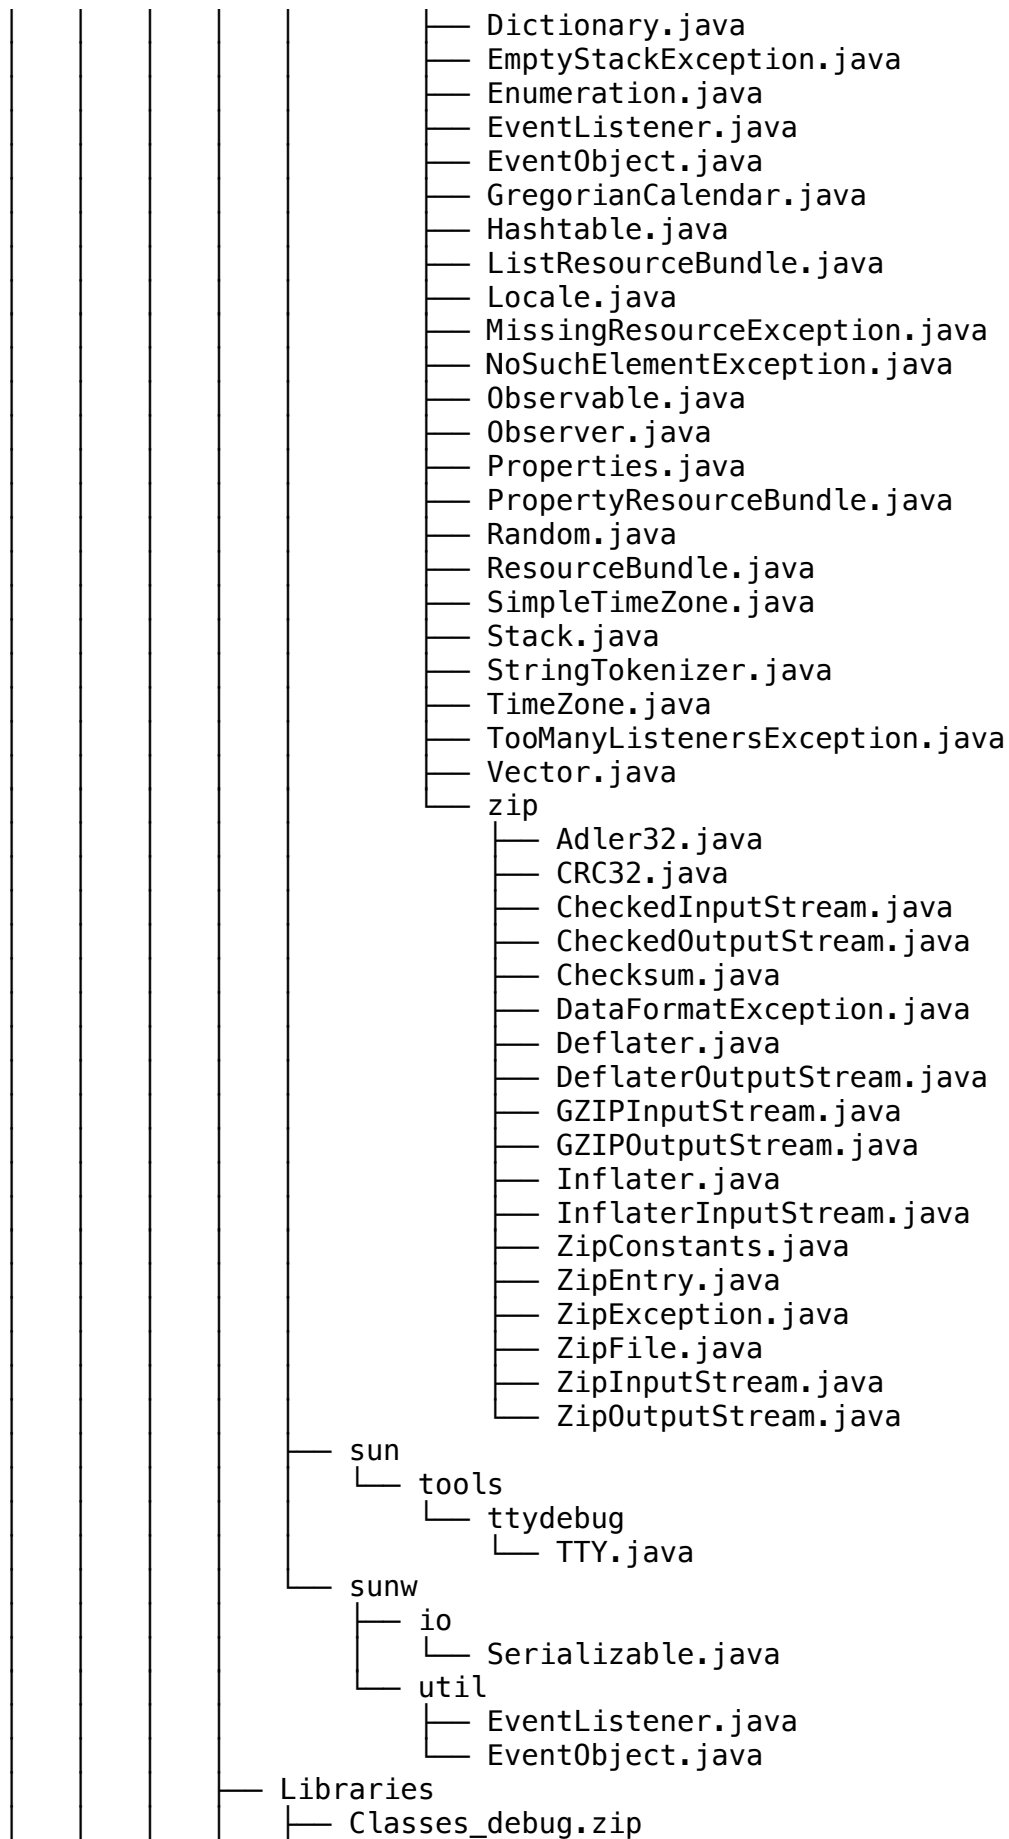 │   │   │   │   │       ├── Dictionary.java
│   │   │   │   │       ├── EmptyStackException.java
│   │   │   │   │       ├── Enumeration.java
│   │   │   │   │       ├── EventListener.java
│   │   │   │   │       ├── EventObject.java
│   │   │   │   │       ├── GregorianCalendar.java
│   │   │   │   │       ├── Hashtable.java
│   │   │   │   │       ├── ListResourceBundle.java
│   │   │   │   │       ├── Locale.java
│   │   │   │   │       ├── MissingResourceException.java
│   │   │   │   │       ├── NoSuchElementException.java
│   │   │   │   │       ├── Observable.java
│   │   │   │   │       ├── Observer.java
│   │   │   │   │       ├── Properties.java
│   │   │   │   │       ├── PropertyResourceBundle.java
│   │   │   │   │       ├── Random.java
│   │   │   │   │       ├── ResourceBundle.java
│   │   │   │   │       ├── SimpleTimeZone.java
│   │   │   │   │       ├── Stack.java
│   │   │   │   │       ├── StringTokenizer.java
│   │   │   │   │       ├── TimeZone.java
│   │   │   │   │       ├── TooManyListenersException.java
│   │   │   │   │       ├── Vector.java
│   │   │   │   │       └── zip
│   │   │   │   │           ├── Adler32.java
│   │   │   │   │           ├── CRC32.java
│   │   │   │   │           ├── CheckedInputStream.java
│   │   │   │   │           ├── CheckedOutputStream.java
│   │   │   │   │           ├── Checksum.java
│   │   │   │   │           ├── DataFormatException.java
│   │   │   │   │           ├── Deflater.java
│   │   │   │   │           ├── DeflaterOutputStream.java
│   │   │   │   │           ├── GZIPInputStream.java
│   │   │   │   │           ├── GZIPOutputStream.java
│   │   │   │   │           ├── Inflater.java
│   │   │   │   │           ├── InflaterInputStream.java
│   │   │   │   │           ├── ZipConstants.java
│   │   │   │   │           ├── ZipEntry.java
│   │   │   │   │           ├── ZipException.java
│   │   │   │   │           ├── ZipFile.java
│   │   │   │   │           ├── ZipInputStream.java
│   │   │   │   │           └── ZipOutputStream.java
│   │   │   │   ├── sun
│   │   │   │   │   └── tools
│   │   │   │   │       └── ttydebug
│   │   │   │   │           └── TTY.java
│   │   │   │   └── sunw
│   │   │   │       ├── io
│   │   │   │       │   └── Serializable.java
│   │   │   │       └── util
│   │   │   │           ├── EventListener.java
│   │   │   │           └── EventObject.java
│   │   │   ├── Libraries
│   │   │   │   ├── Classes_debug.zip